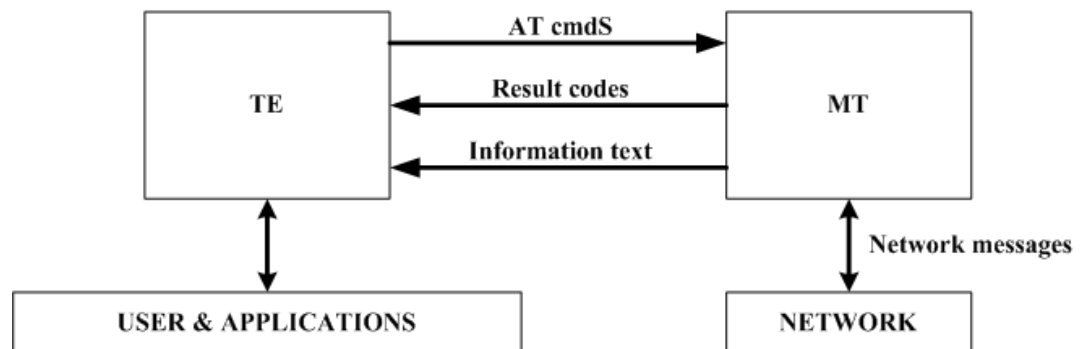 AT cmdS
TE
Result codes
MT
Information text
Network messages
USER & APPLICATIONS
NETWORK